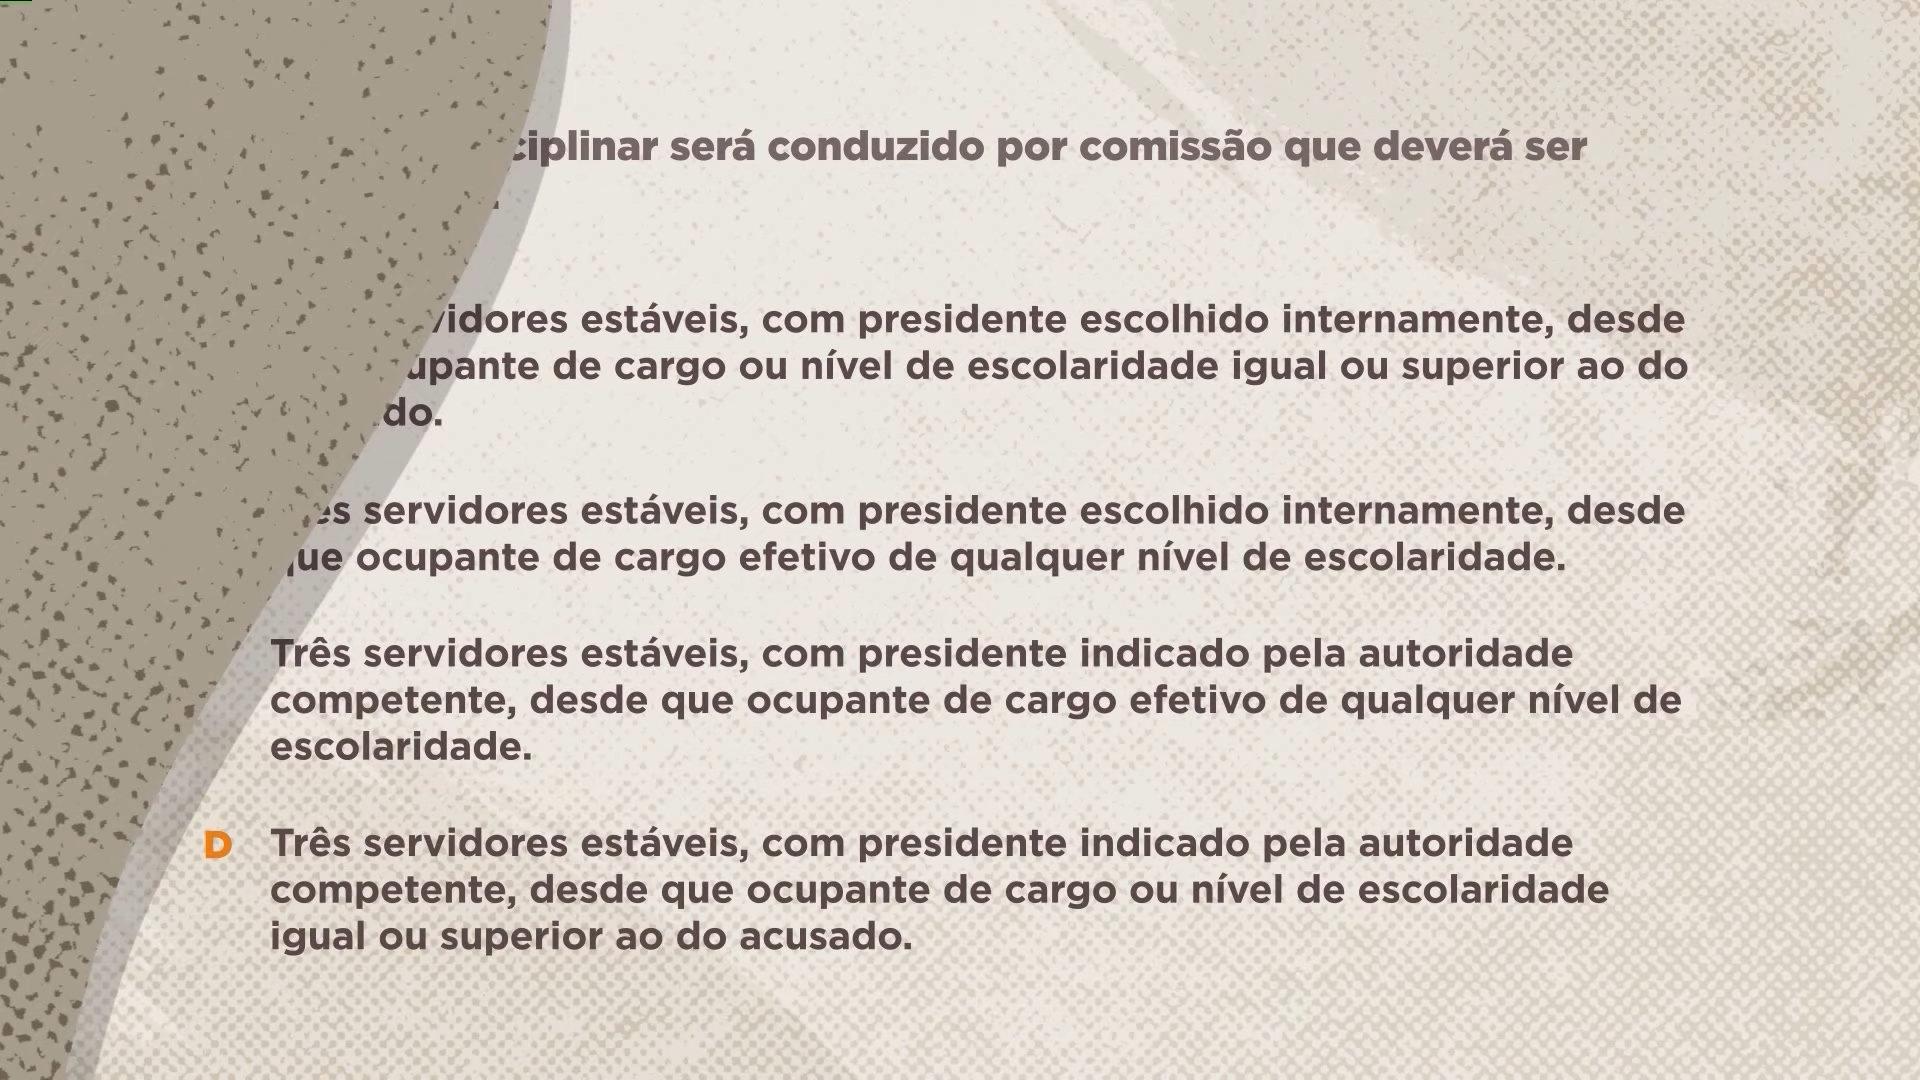 ciplinar será conduzido por comissão que deverá ser
vidores estáveis, com presidente escolhido internamente, desde
upante de cargo ou nível de escolaridade igual ou superior ao do
do.
ês servidores estáveis, com presidente escolhido internamente, desde
que ocupante de cargo efetivo de qualquer nível de escolaridade.
Três servidores estáveis, com presidente indicado pela autoridade
competente, desde que ocupante de cargo efetivo de qualquer nível de
escolaridade.
D Três servidores estáveis, com presidente indicado pela autoridade
competente, desde que ocupante de cargo ou nível de escolaridade
igual ou superior ao do acusado.